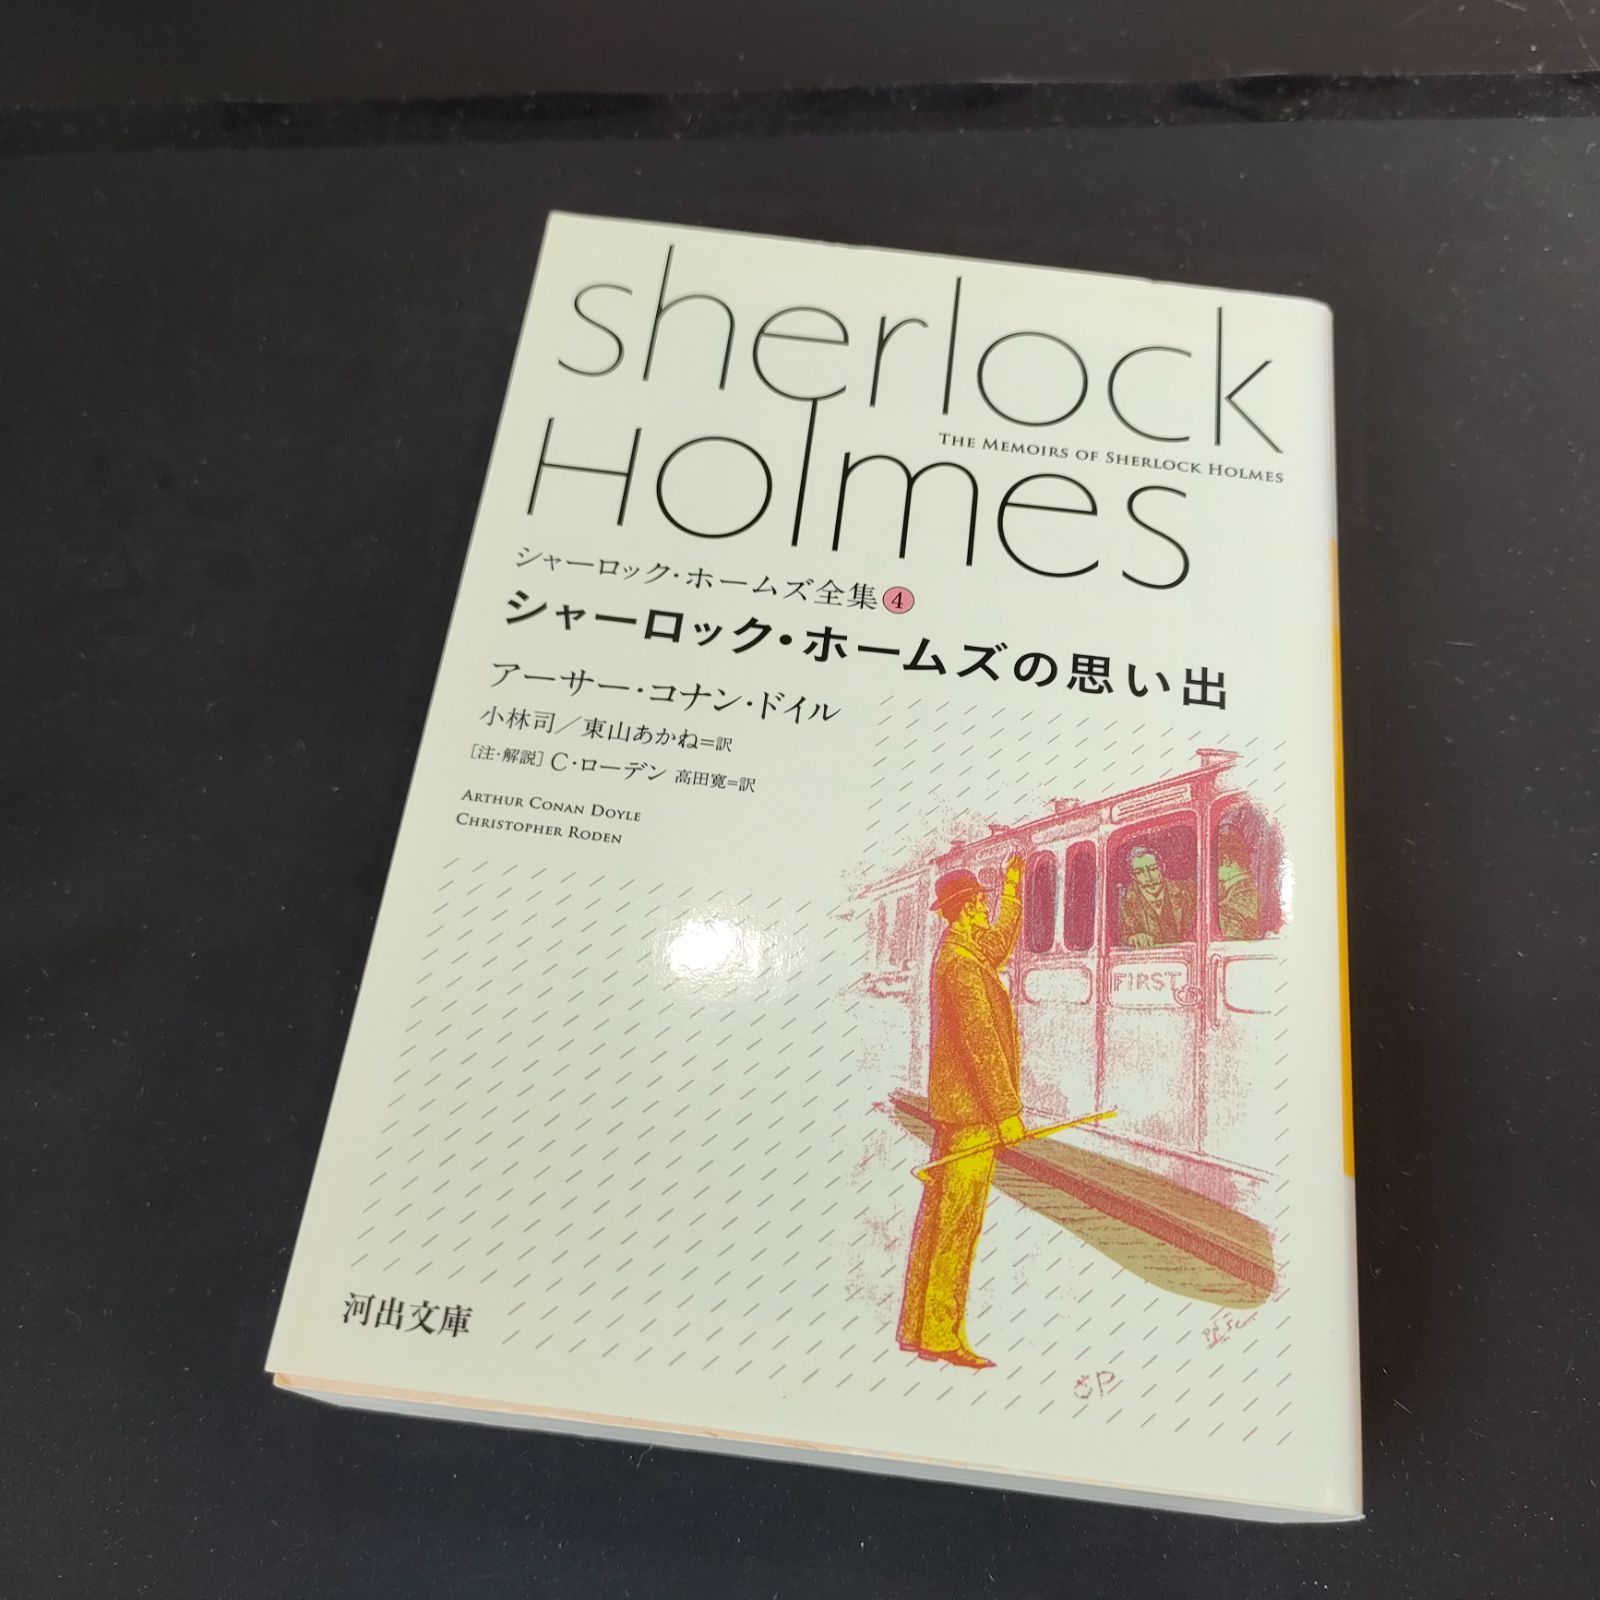 sherlock
Holmes
The Memoirs of Sherlock Holmes
シャーロック・ホームズ全集④
シャーロック・ホームズの思い出
アーサー・コナン・ドイル
小林司／東山あかね=訳
[注・解説] C・ローデン 高田寛=訳
Arthur Conan Doyle
Christopher Roden
FIRST
SP
河出文庫